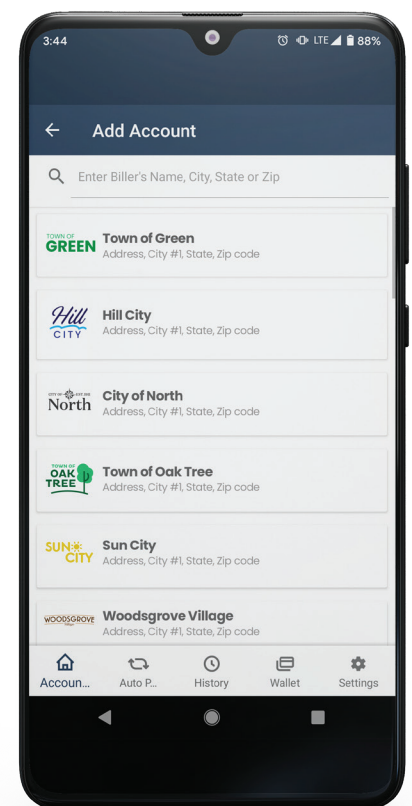 3:44
LTE 88%
Add Account
Enter Biller's Name, City, State or Zip
TOWN OF
GREEN
Town of Green
Address, City #1, State, Zip code
Hill
CITY
Hill City
Address, City #1, State, Zip code
North
City of North
Address, City #1, State, Zip code
TOWN OF
OAK
TREE
Town of Oak Tree
Address, City #1, State, Zip code
SUN
CITY
Sun City
Address, City #1, State, Zip code
WOODSGROVE
Village
Woodsgrove Village
Address, City #1, State, Zip code
Accoun... Auto P... History Wallet Settings